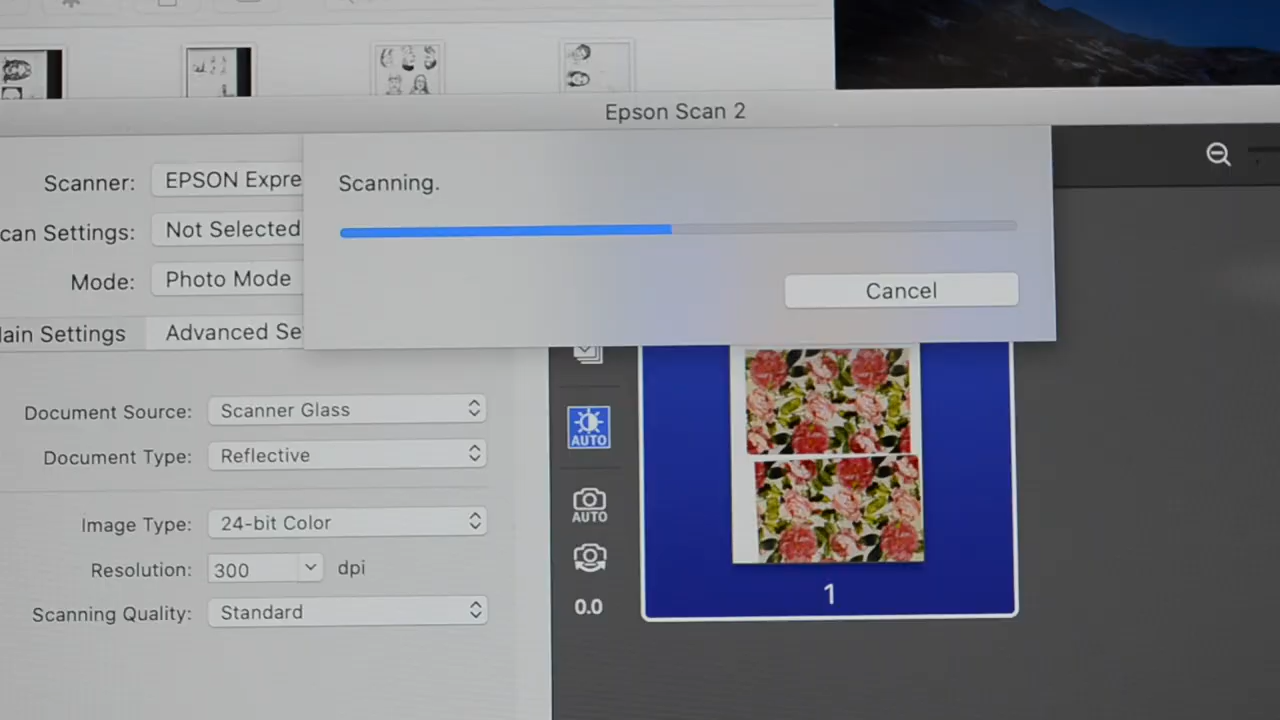 Epson Scan 2
Scanner: EPSON Expre
Scanning.
can Settings: Not Selected
Mode: Photo Mode
Cancel
ain Settings Advanced Se
Document Source: Scanner Glass
AUTO
Document Type: Reflective
Image Type: 24-bit Color
AUTO
Resolution: 300 dpi
Scanning Quality: Standard
0.0
1